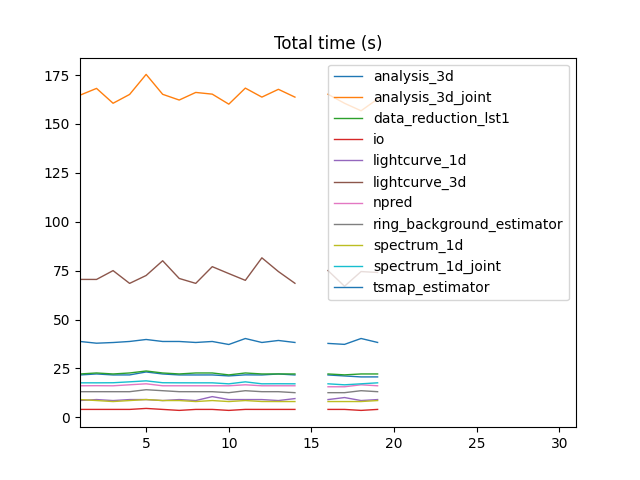 Total time (s)
175
150
125
100
75
50
25
0
5
10
15
20
25
30
analysis_3d
analysis_3d_joint
data_reduction_lst1
io
lightcurve_1d
lightcurve_3d
npred
ring_background_estimator
spectrum_1d
spectrum_1d_joint
tsmap_estimator